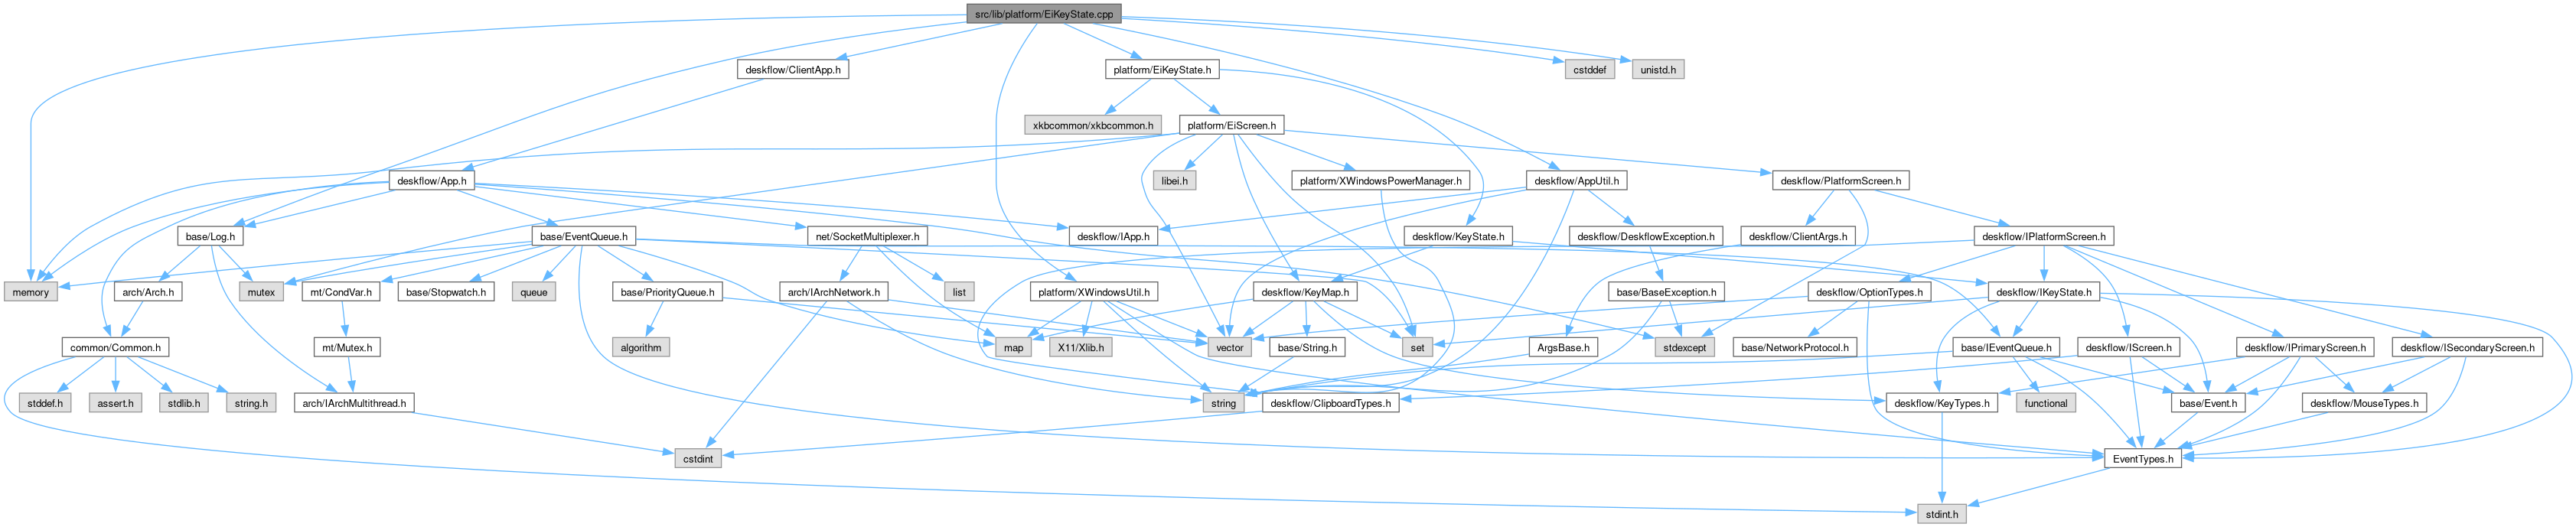 src/lib/platform/EiKeyState.cpp
deskflow/ClientApp.h
platform/EiKeyState.h
cstddef
unistd.h
xkbcommon/xkbcommon.h
platform/EiScreen.h
deskflow/App.h
libei.h
platform/XWindowsPowerManager.h
deskflow/AppUtil.h
deskflow/PlatformScreen.h
base/Log.h
base/EventQueue.h
net/SocketMultiplexer.h
deskflow/IApp.h
deskflow/KeyState.h
deskflow/DeskflowException.h
deskflow/ClientArgs.h
deskflow/IPlatformScreen.h
memory
arch/Arch.h
mutex
mt/CondVar.h
base/Stopwatch.h
queue
base/PriorityQueue.h
arch/IArchNetwork.h
list
platform/XWindowsUtil.h
deskflow/KeyMap.h
base/BaseException.h
deskflow/OptionTypes.h
deskflow/IKeyState.h
common/Common.h
mt/Mutex.h
algorithm
map
X11/Xlib.h
vector
base/String.h
set
ArgsBase.h
stdexcept
base/NetworkProtocol.h
base/IEventQueue.h
deskflow/IScreen.h
deskflow/IPrimaryScreen.h
deskflow/ISecondaryScreen.h
stddef.h
assert.h
stdlib.h
string.h
arch/IArchMultithread.h
string
deskflow/ClipboardTypes.h
deskflow/KeyTypes.h
functional
base/Event.h
deskflow/MouseTypes.h
cstdint
EventTypes.h
stdint.h